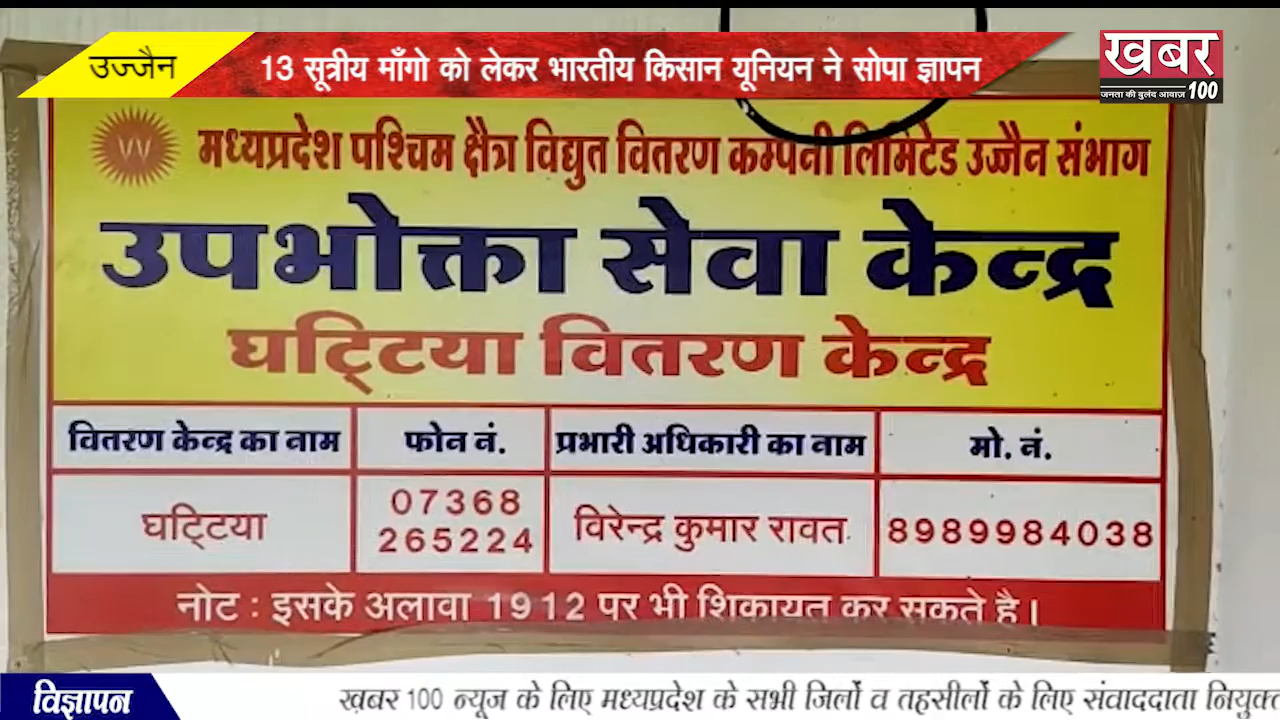 उज्जैन
13 सूत्रीय माँगो को लेकर भारतीय किसान यूनियन ने सोपा ज्ञापन
खबर
जनता की बुलंद आवाज़ 100
मध्यप्रदेश पश्चिम क्षैत्र विद्युत वितरण कम्पनी लिमिटेड उज्जैन संभाग
उपभोक्ता सेवा केन्द्र
घट्टिया वितरण केन्द्र
वितरण केन्द्र का नाम फोन नं. प्रभारी अधिकारी का नाम मो. नं.
घट्टिया 07368 265224 विरेन्द्र कुमार रावत 8989984038
नोट : इसके अलावा 1912 पर भी शिकायत कर सकते है।
विज्ञापन
ख़बर 100 न्यूज के लिए मध्यप्रदेश के सभी जिलों व तहसीलों के लिए संवाददाता नियुक्त